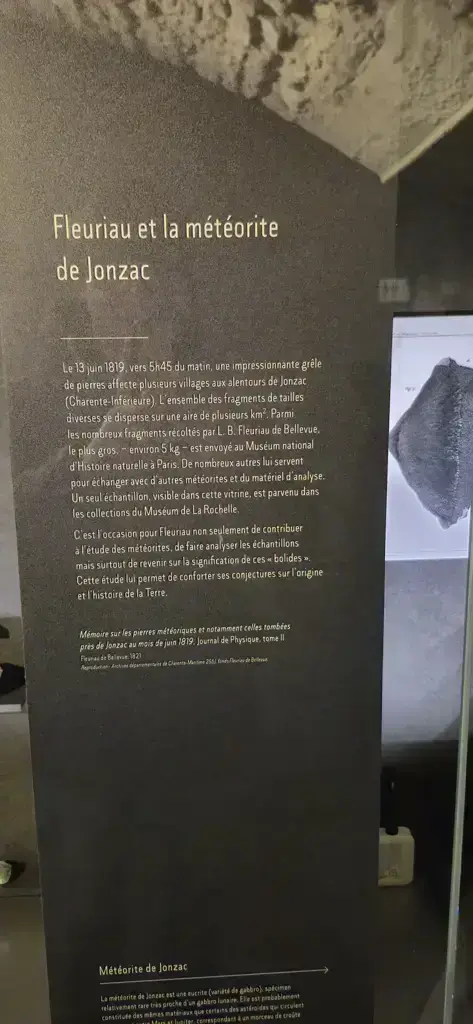 Fleuriau et la météorite
de Jonzac
Le 13 juin 1819, vers 5h45 du matin, une impressionnante grêle
de pierres affecte plusieurs villages aux alentours de Jonzac
(Charente-Inférieure). L'ensemble des fragments de tailles
diverses se disperse sur une aire de plusieurs km². Parmi
les nombreux fragments récoltés par L. B. Fleuriau de Bellevue,
le plus gros, – environ 5 kg – est envoyé au Muséum national
d'Histoire naturelle à Paris. De nombreux autres lui servent
pour échanger avec d'autres météorites et du matériel d'analyse.
Un seul échantillon, visible dans cette vitrine, est parvenu dans
les collections du Muséum de La Rochelle.
C'est l'occasion pour Fleuriau non seulement de contribuer
à l'étude des météorites, de faire analyser les échantillons
mais surtout de revenir sur la signification de ces « bolides ».
Cette étude lui permet de conforter ses conjectures sur l'origine
et l'histoire de la Terre.
Mémoire sur les pierres météoriques et notamment celles tombées
près de Jonzac au mois de juin 1819, Journal de Physique, tome II
Fleuriau de Bellevue, 1821
Reproduction - Archives départementales de Charente-Maritime fonds Fleuriau de Bellevue
Météorite de Jonzac
La météorite de Jonzac est une eucrite (variété de gabbro), spécimen
relativement rare très proche d'un gabbro lunaire. Elle est probablement
constituée des mêmes matériaux que certains des astéroïdes qui circulent
Mars et Jupiter, correspondant à un morceau de croûte